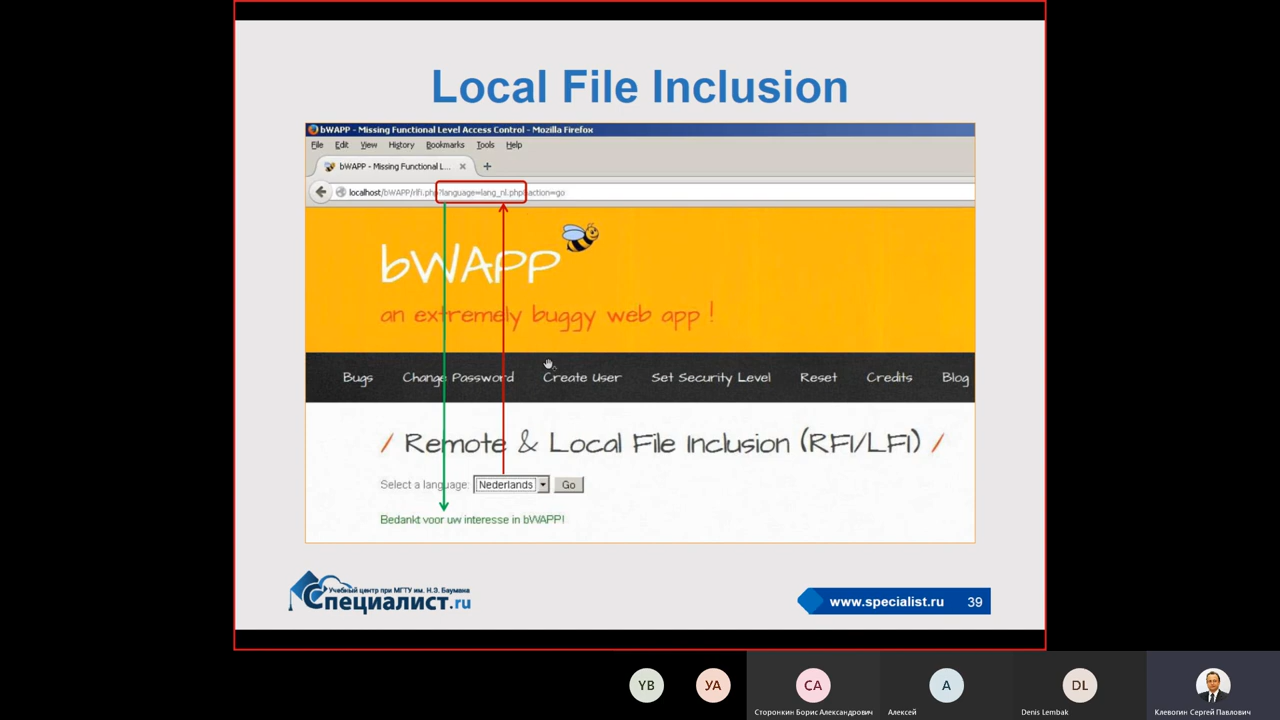 Local File Inclusion
bWAPP - Missing Functional Level Access Control - Mozilla Firefox
File Edit View History Bookmarks Tools Help
bWAPP - Missing Functional L... × +
localhost/bWAPP/rlfi.php?language=lang_nl.php&action=go
bWAPP
an extremely buggy web app !
Bugs Change Password Create User Set Security Level Reset Credits Blog
/ Remote & Local File Inclusion (RFI/LFI) /
Select a language: Nederlands Go
Bedankt voor uw interesse in bWAPP!
Учебный центр при МГТУ им. Н.Э. Баумана
Специалист.ru
www.specialist.ru 39
YB УА СА А DL
Сторонкин Борис Александрович Алексей Denis Lembak Клевогин Сергей Павлович